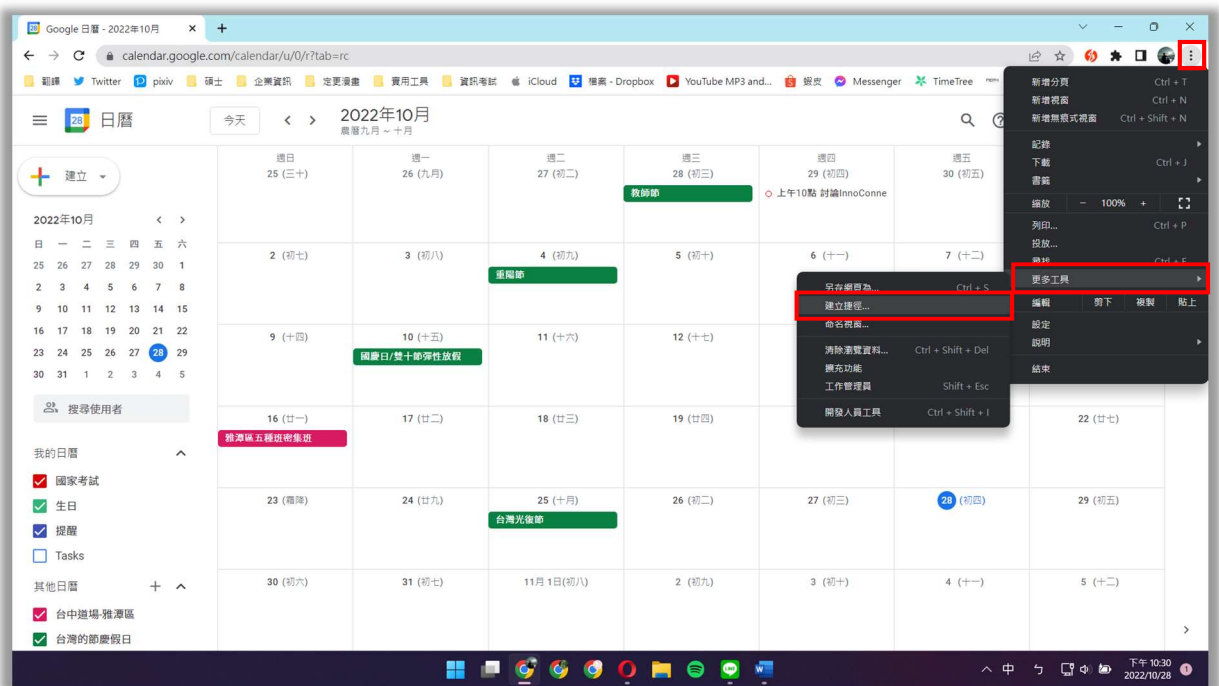 Google 日曆 - 2022年10月
calendar.google.com/calendar/u/0/r?tab=rc
翻譯 Twitter pixiv 碩士 企業資訊 定更漫畫 實用工具 資訊考試 iCloud 檔案 - Dropbox YouTube MP3 and... 蝦皮 Messenger TimeTree
28 日曆 今天 2022年10月
農曆九月 ~ 十月
建立
週日 週一 週二 週三 週四 週五
25 (三十) 26 (九月) 27 (初二) 28 (初三) 29 (初四) 30 (初五)
教師節 上午10點 討論InnoConne
2 (初七) 3 (初八) 4 (初九) 5 (初十) 6 (十一) 7 (十二)
重陽節
9 (十四) 10 (十五) 11 (十六) 12 (十七)
國慶日/雙十節彈性放假
16 (廿一) 17 (廿二) 18 (廿三) 19 (廿四) 22 (廿七)
雅潭區五種班密集班
23 (霜降) 24 (廿九) 25 (十月) 26 (初二) 27 (初三) 28 (初四) 29 (初五)
台灣光復節
30 (初六) 31 (初七) 11月 1日(初八) 2 (初九) 3 (初十) 4 (十一) 5 (十二)
2022年10月
日 一 二 三 四 五 六
25 26 27 28 29 30 1
2 3 4 5 6 7 8
9 10 11 12 13 14 15
16 17 18 19 20 21 22
23 24 25 26 27 28 29
30 31 1 2 3 4 5
搜尋使用者
我的日曆
國家考試
生日
提醒
Tasks
其他日曆
台中道場-雅潭區
台灣的節慶假日
新增分頁 Ctrl + T
新增視窗 Ctrl + N
新增無痕式視窗 Ctrl + Shift + N
記錄
下載 Ctrl + J
書籤
縮放 - 100% +
列印... Ctrl + P
投放...
尋找... Ctrl + F
更多工具
編輯 剪下 複製 貼上
設定
說明
結束
另存網頁為... Ctrl + S
建立捷徑...
命名視窗...
清除瀏覽資料... Ctrl + Shift + Del
擴充功能
工作管理員 Shift + Esc
開發人員工具 Ctrl + Shift + I
中 ㄅ 下午 10:30
2022/10/28 1